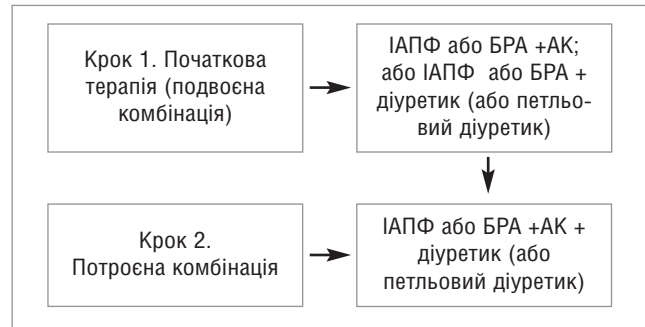 Крок 1. Початкова
терапія (подвоєна
комбінація)
ІАПФ або БРА +АК;
або ІАПФ або БРА +
діуретик (або петльо-
вий діуретик)
Крок 2.
Потроєна комбінація
ІАПФ або БРА +АК +
діуретик (або
петльовий діуретик)